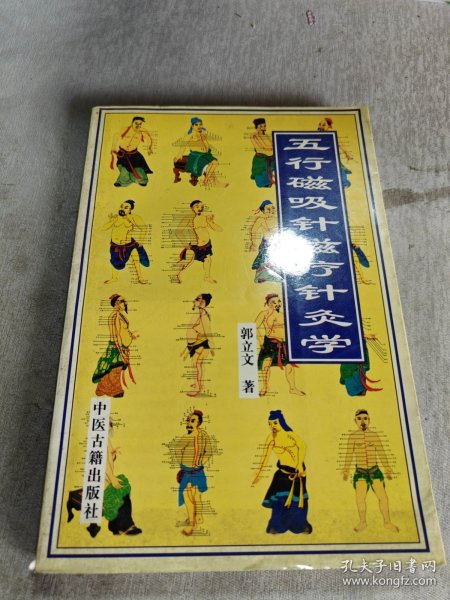 五行磁吸针磁疗针灸学
郭立文 著
中医古籍出版社
孔夫子旧书网
www.kongfz.com